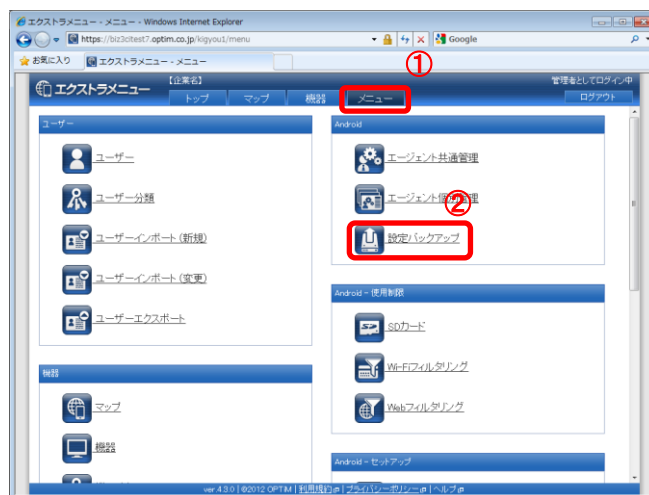 エクストラメニュー - メニュー - Windows Internet Explorer
https://biz3citest7.optim.co.jp/kigyou1/menu
Google
お気に入り
エクストラメニュー - メニュー
①
エクストラメニュー
【企業名】
管理者としてログイン中
トップ
マップ
機器
メニュー
ログアウト
ユーザー
ユーザー
ユーザー分類
ユーザーインポート (新規)
ユーザーインポート (変更)
ユーザーエクスポート
機器
マップ
機器
Android
エージェント共通管理
エージェント個別管理
②
設定バックアップ
Android - 使用制限
SDカード
Wi-Fiフィルタリング
Webフィルタリング
Android - セットアップ
ver.4.3.0 | ©2012 OPTiM | 利用規約 | プライバシーポリシー | ヘルプ